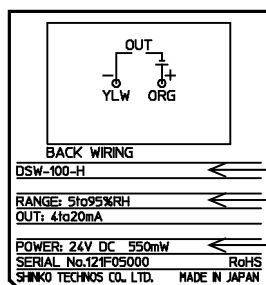 OUT
- +
YLW ORG
BACK WIRING
DSW-100-H
RANGE: 5to95%RH
OUT: 4to20mA
POWER: 24V DC 550mW
SERIAL No.121F05000 RoHS
SHINKO TECHNOS CO., LTD. MADE IN JAPAN